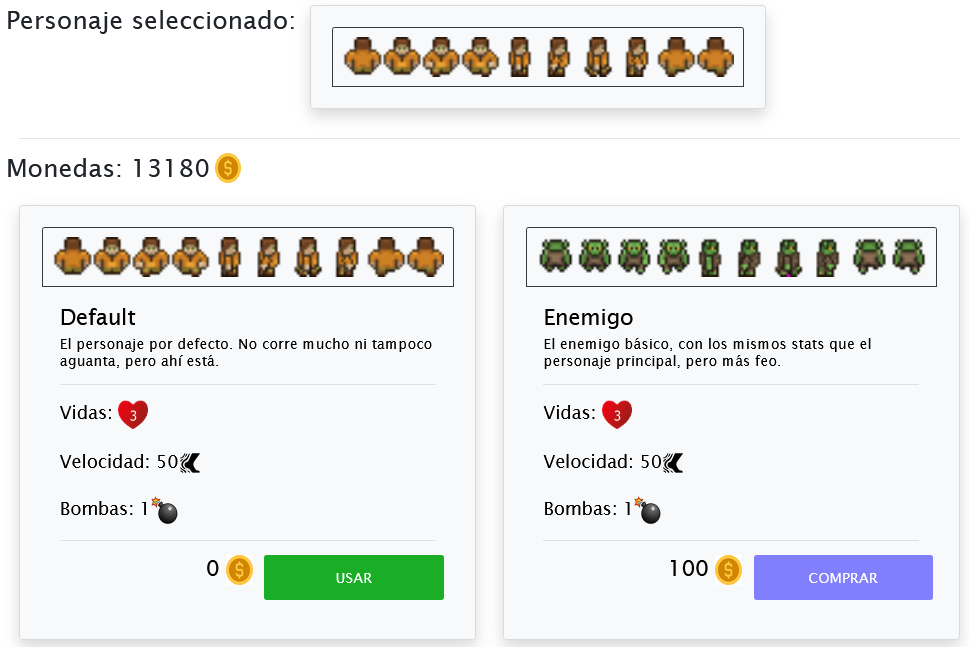 Personaje seleccionado:
Monedas: 13180 $
Default
El personaje por defecto. No corre mucho ni tampoco
aguanta, pero ahí está.
Vidas: 3
Velocidad: 50
Bombas: 1
0 $ USAR
Enemigo
El enemigo básico, con los mismos stats que el
personaje principal, pero más feo.
Vidas: 3
Velocidad: 50
Bombas: 1
100 $ COMPRAR